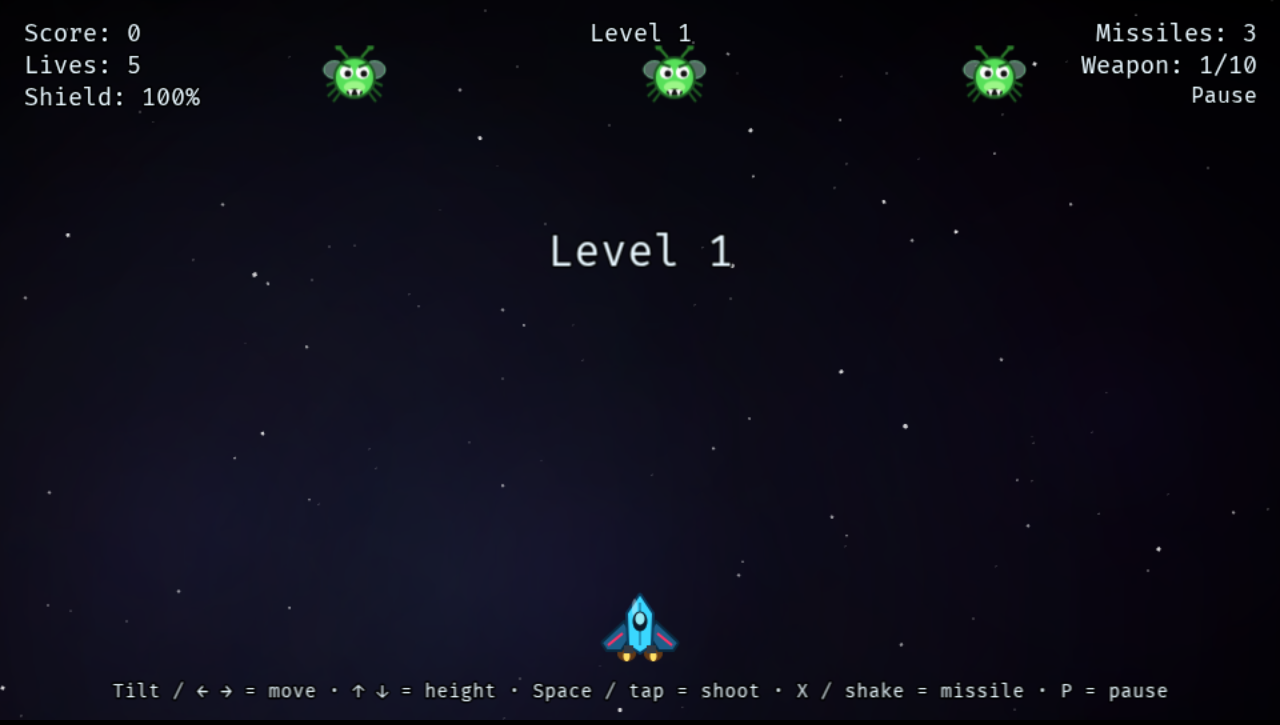 Score: 0
Lives: 5
Shield: 100%
Level 1
Missiles: 3
Weapon: 1/10
Pause
Level 1
Tilt / ← → = move · ↑ ↓ = height · Space / tap = shoot · X / shake = missile · P = pause